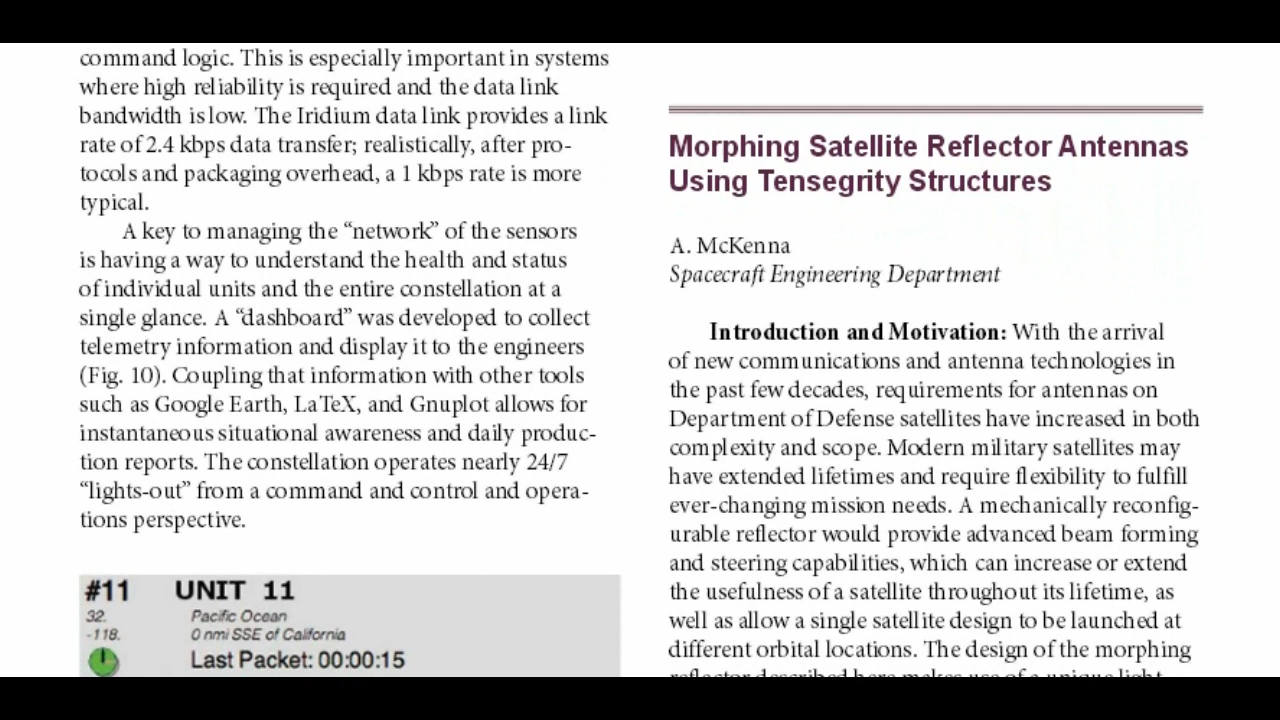 command logic. This is especially important in systems
where high reliability is required and the data link
bandwidth is low. The Iridium data link provides a link
rate of 2.4 kbps data transfer; realistically, after pro-
tocols and packaging overhead, a 1 kbps rate is more
typical.
A key to managing the “network” of the sensors
is having a way to understand the health and status
of individual units and the entire constellation at a
single glance. A “dashboard” was developed to collect
telemetry information and display it to the engineers
(Fig. 10). Coupling that information with other tools
such as Google Earth, LaTeX, and Gnuplot allows for
instantaneous situational awareness and daily produc-
tion reports. The constellation operates nearly 24/7
“lights-out” from a command and control and opera-
tions perspective.
#11 UNIT 11
32. Pacific Ocean
-118. 0 nmi SSE of California
Last Packet: 00:00:15
Morphing Satellite Reflector Antennas
Using Tensegrity Structures
A. McKenna
Spacecraft Engineering Department
Introduction and Motivation: With the arrival
of new communications and antenna technologies in
the past few decades, requirements for antennas on
Department of Defense satellites have increased in both
complexity and scope. Modern military satellites may
have extended lifetimes and require flexibility to fulfill
ever-changing mission needs. A mechanically reconfig-
urable reflector would provide advanced beam forming
and steering capabilities, which can increase or extend
the usefulness of a satellite throughout its lifetime, as
well as allow a single satellite design to be launched at
different orbital locations. The design of the morphing
reflector described here makes use of a unique light-